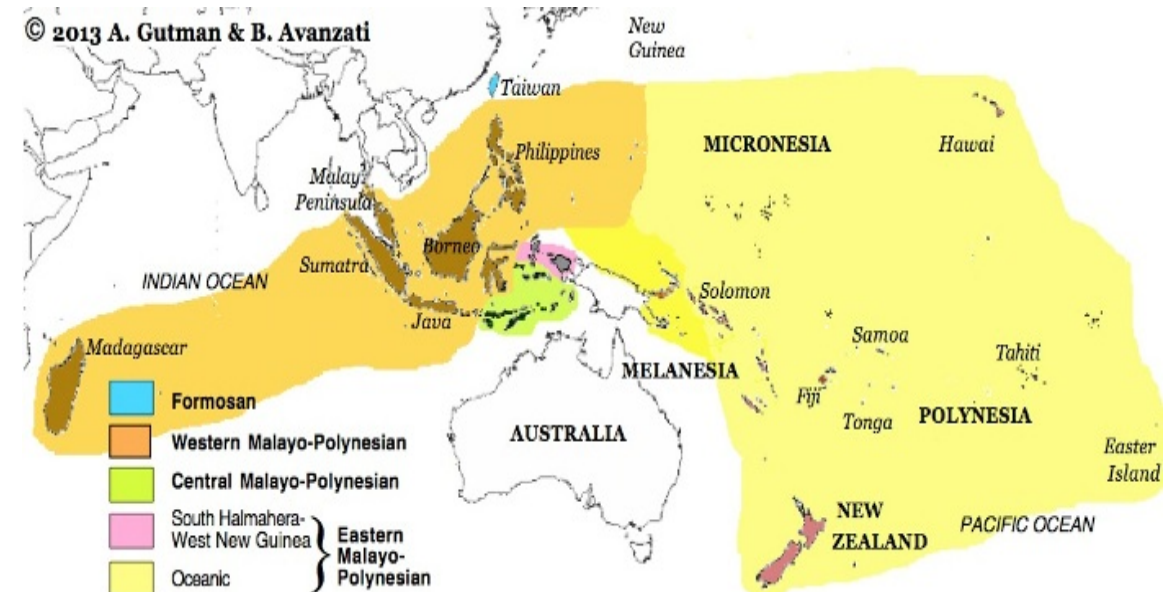 © 2013 A. Gutman & B. Avanzati
New
Guinea
Taiwan
MICRONESIA
Hawai
Philippines
Malay
Peninsula
Borneo
Sumatra
INDIAN OCEAN
Java
Solomon
Madagascar
Samoa
Tahiti
MELANESIA
Fiji
Tonga
POLYNESIA
AUSTRALIA
Easter
Island
NEW
ZEALAND
PACIFIC OCEAN
Formosan
Western Malayo-Polynesian
Central Malayo-Polynesian
South Halmahera-
West New Guinea
Oceanic
Eastern
Malayo-
Polynesian